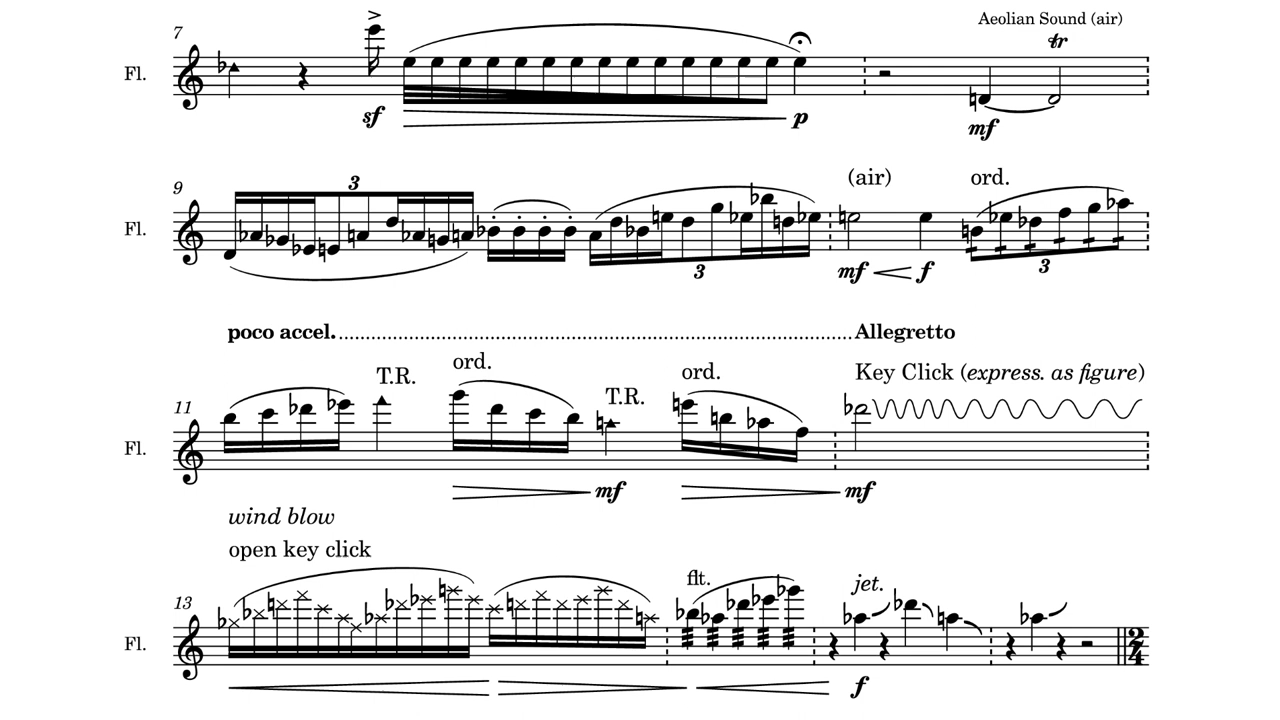 Aeolian Sound (air)
7
tr
Fl.
sf
p
mf
9
3
(air)
ord.
Fl.
mf
f
3
3
poco accel.
Allegretto
Key Click (express. as figure)
11
T.R.
ord.
T.R.
ord.
Fl.
mf
mf
wind blow
open key click
13
flt.
jet.
Fl.
f
2
4